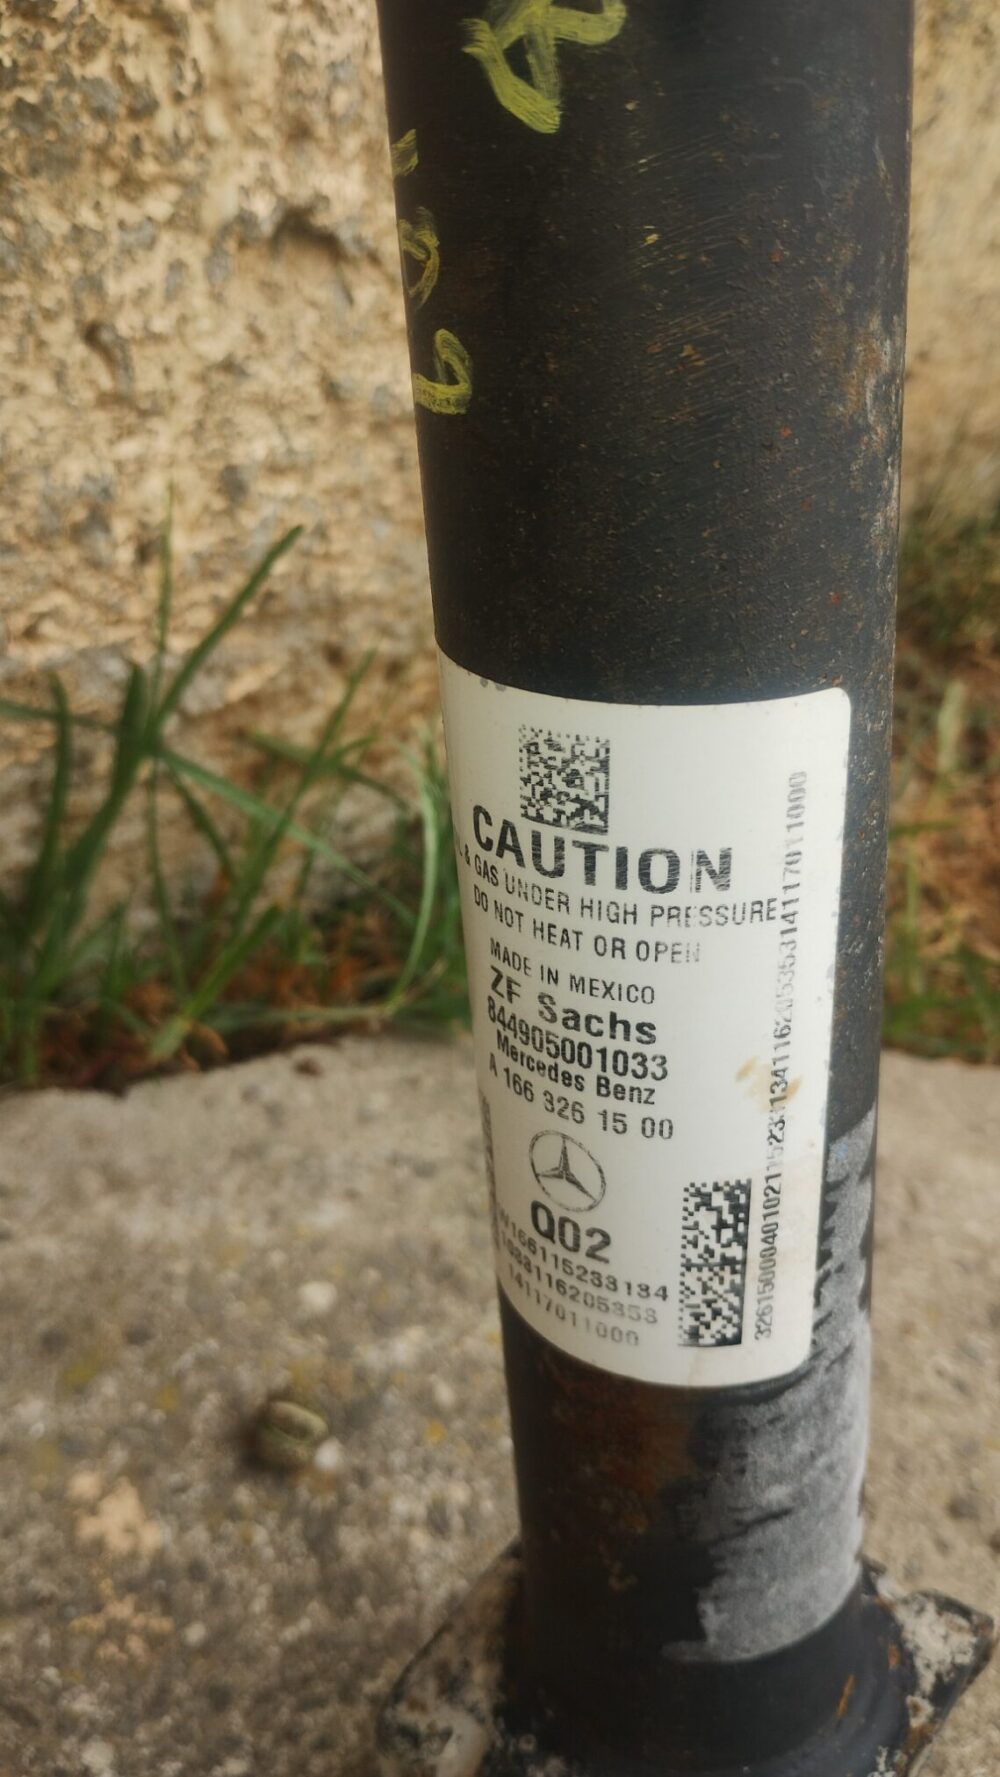 CAUTION
& GAS UNDER HIGH PRESSURE
DO NOT HEAT OR OPEN
MADE IN MEXICO
ZF Sachs
844905001033
Mercedes Benz
A 166 326 15 00
Q02
14117011000